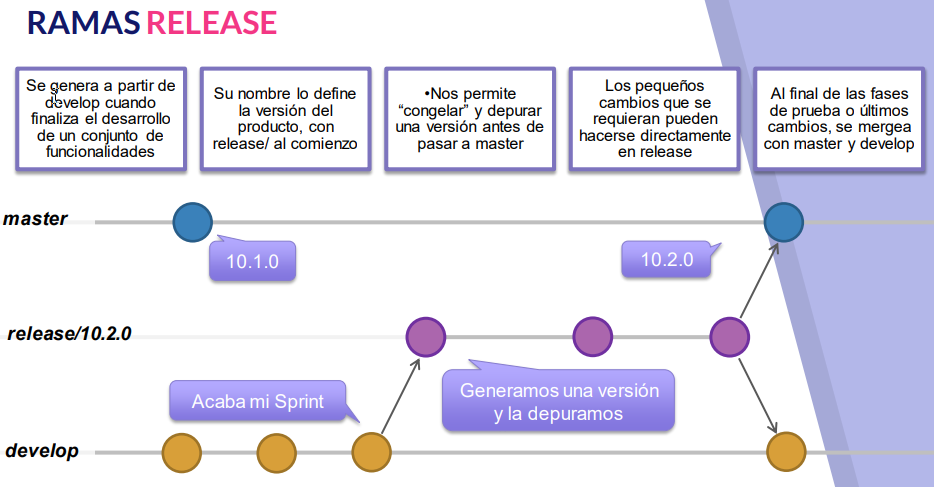 RAMAS RELEASE
Se genera a partir de
develop cuando
finaliza el desarrollo
de un conjunto de
funcionalidades
Su nombre lo define
la versión del
producto, con
release/ al comienzo
•Nos permite
“congelar” y depurar
una versión antes de
pasar a master
Los pequeños
cambios que se
requieran pueden
hacerse directamente
en release
Al final de las fases
de prueba o últimos
cambios, se mergea
con master y develop
master
10.1.0
10.2.0
release/10.2.0
Acaba mi Sprint
Generamos una versión
y la depuramos
develop